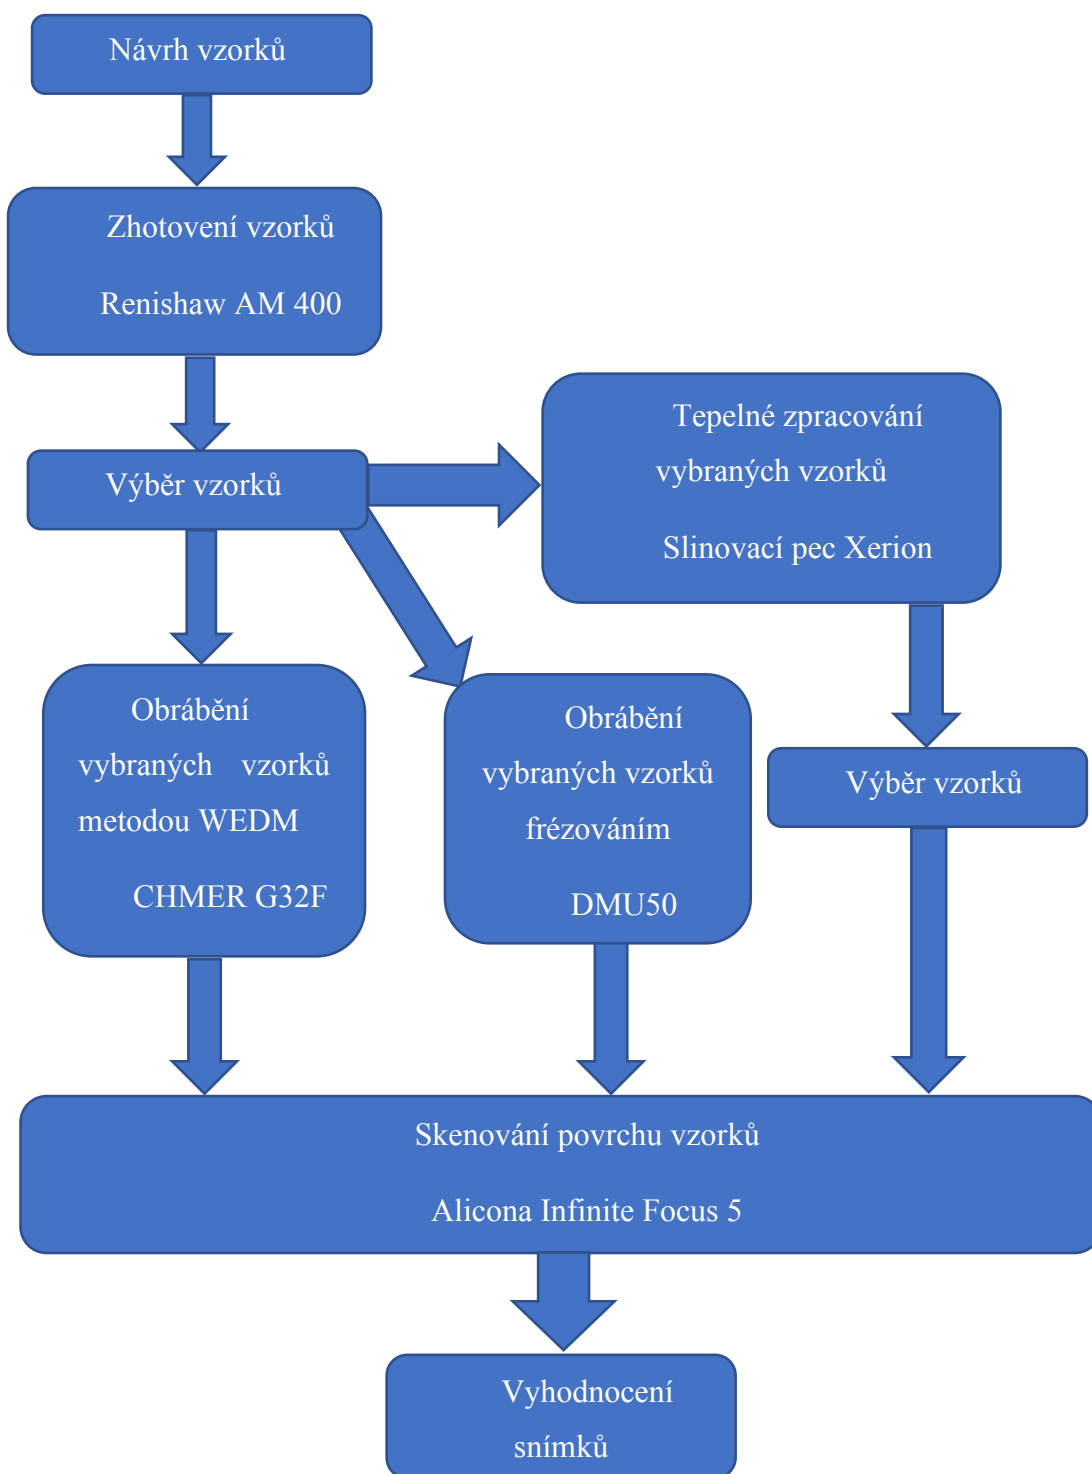 Návrh vzorků
Zhotovení vzorků
Renishaw AM 400
Výběr vzorků
Tepelné zpracování
vybraných vzorků
Slinovací pec Xerion
Obrábění
vybraných vzorků
metodou WEDM
CHMER G32F
Obrábění
vybraných vzorků
frézováním
DMU50
Výběr vzorků
Skenování povrchu vzorků
Alicona Infinite Focus 5
Vyhodnocení
snímků